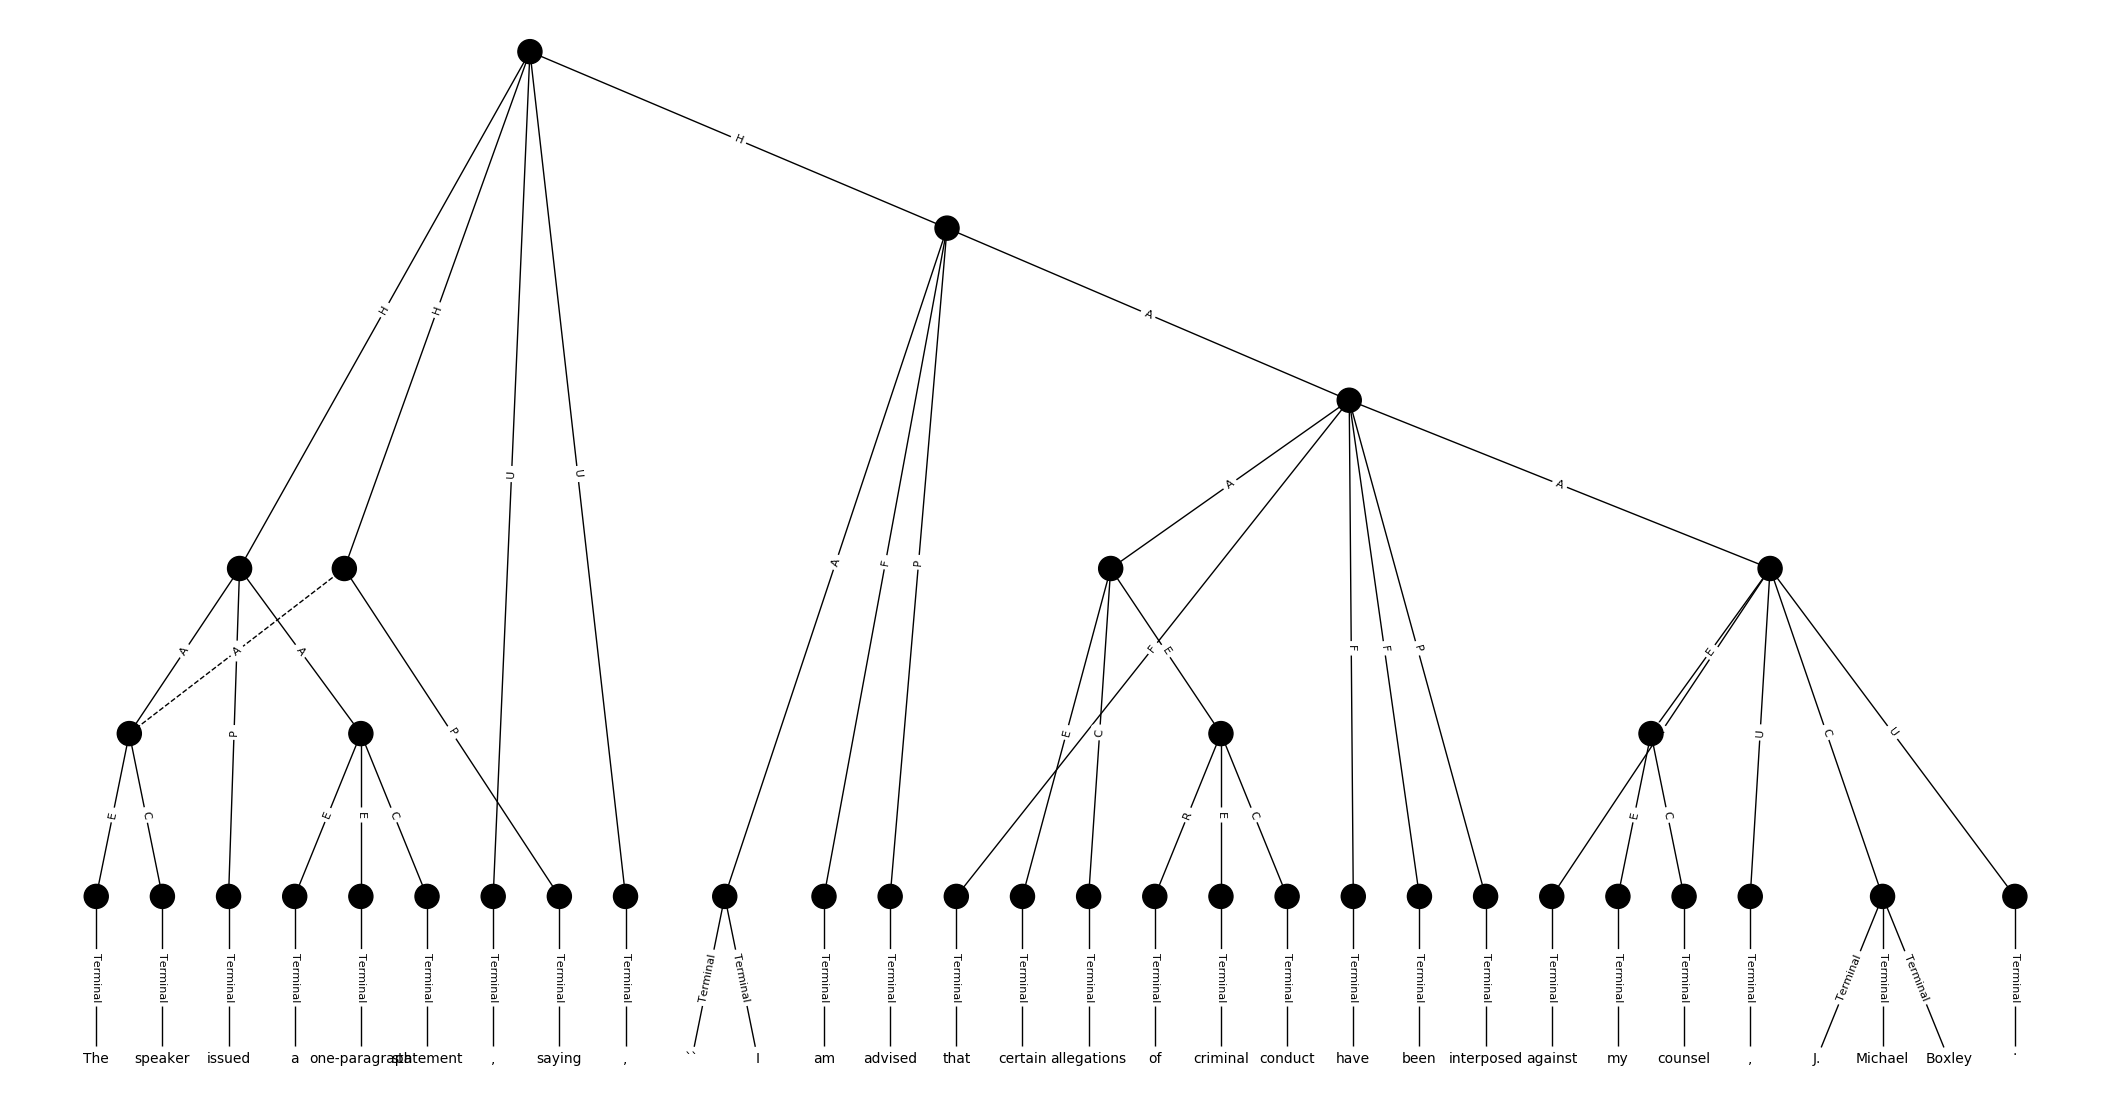 H
H H
A
U U
A A
A F P
A A A F E F F P E
P P E C U C U
E C E E C R E C E C
Terminal Terminal Terminal Terminal Terminal Terminal Terminal Terminal Terminal Terminal Terminal Terminal Terminal Terminal Terminal Terminal Terminal Terminal Terminal Terminal Terminal Terminal Terminal Terminal Terminal Terminal Terminal Terminal Terminal Terminal
The speaker issued a one-paragraph statement , saying , `` I am advised that certain allegations of criminal conduct have been interposed against my counsel , J. Michael Boxley .